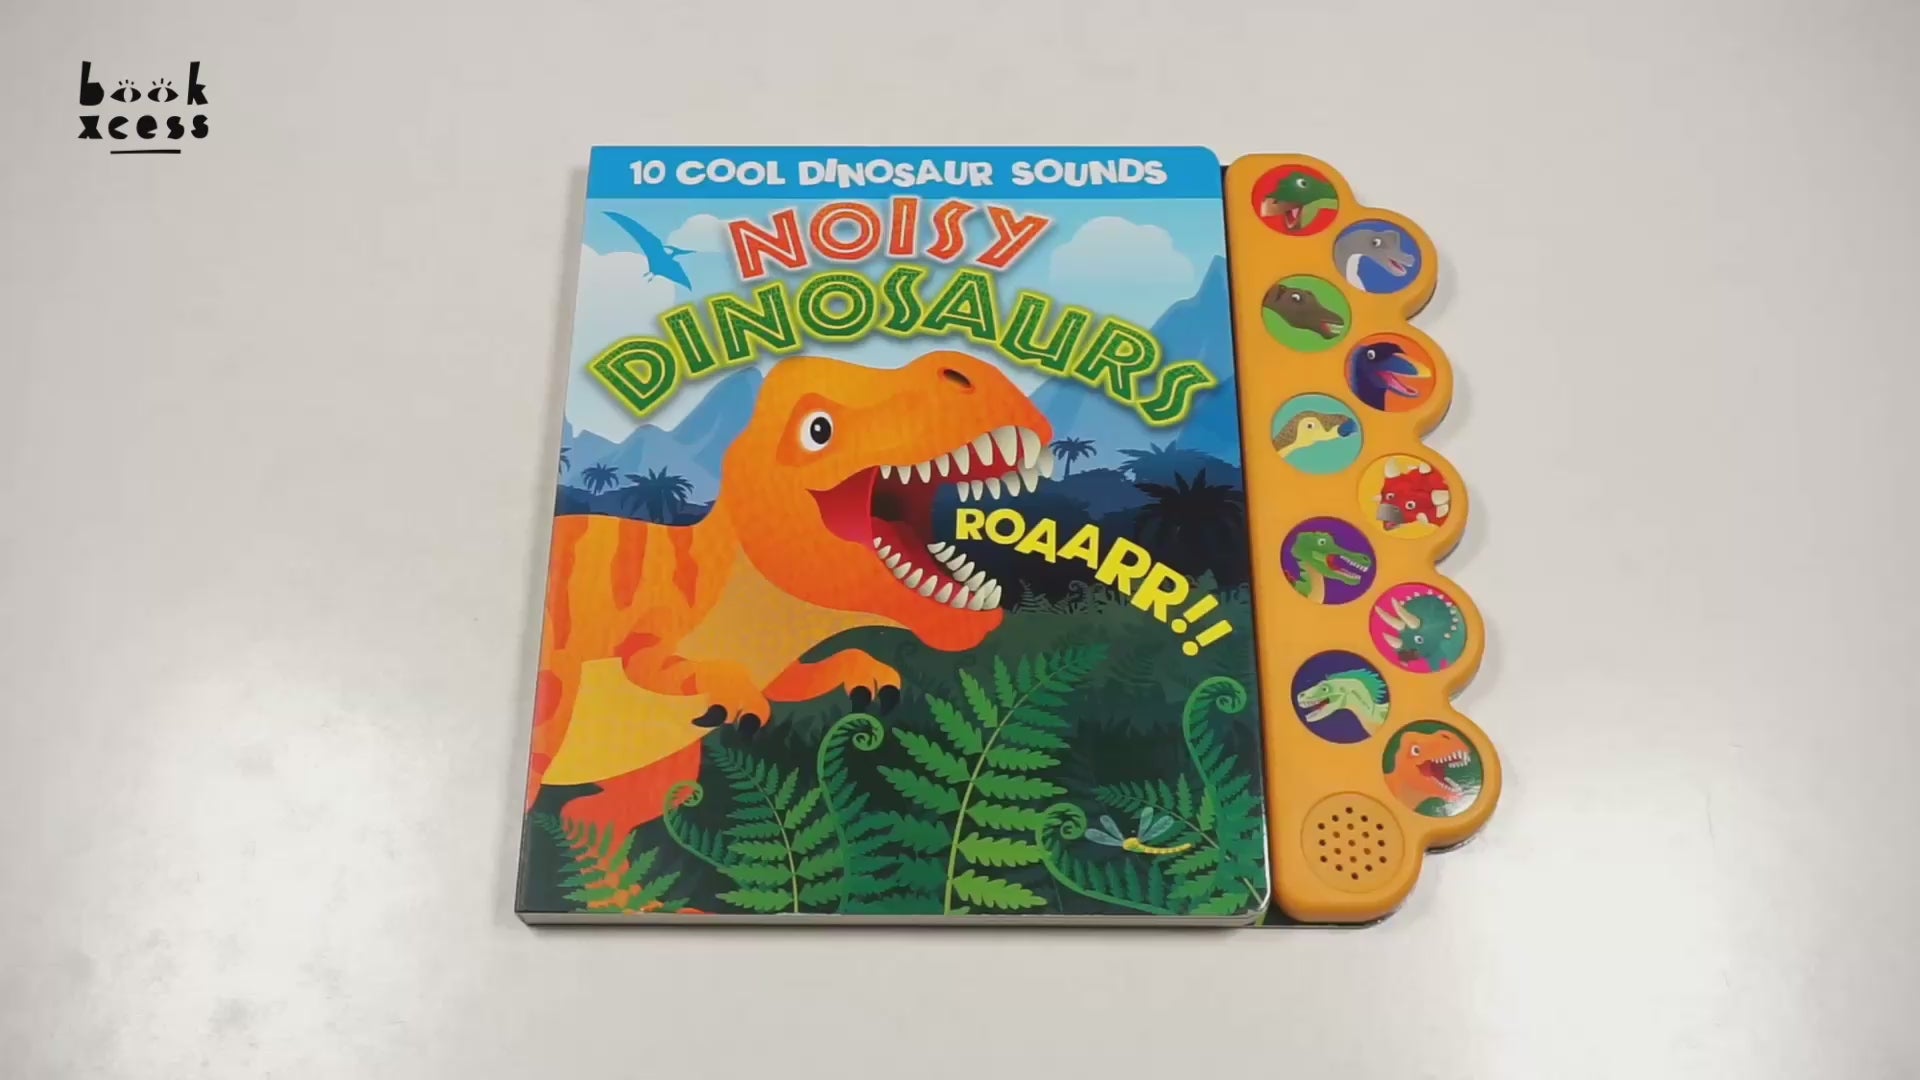 book
xcess
10 COOL DINOSAUR SOUNDS
NOISY
DINOSAURS
ROAARR!!